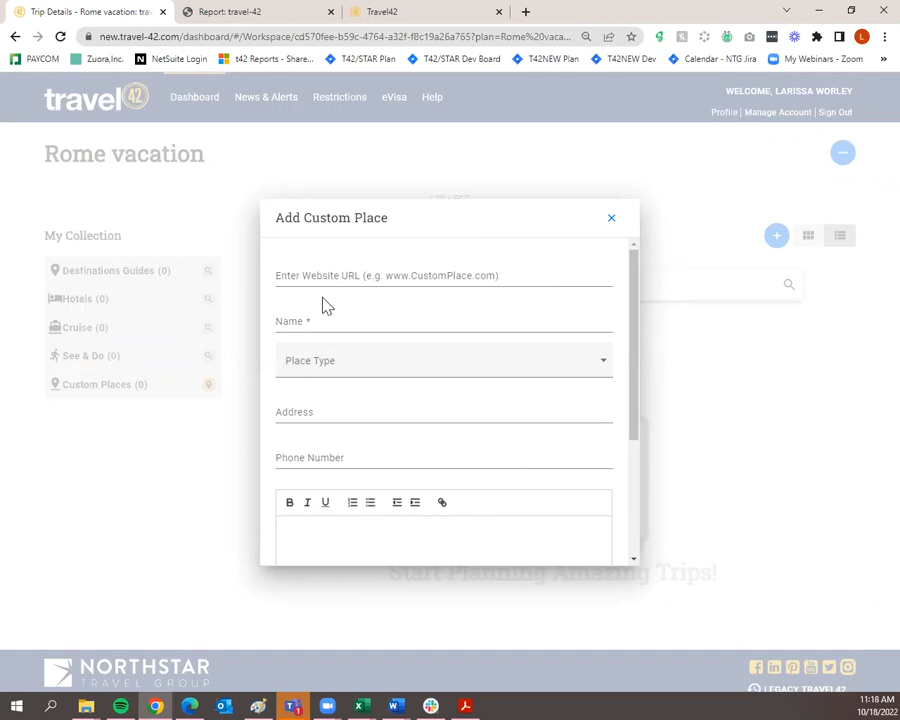 Trip Details - Rome vacation: trav
Report: travel-42
Travel42
new.travel-42.com/dashboard/#/Workspace/cd570fee-b59c-4764-a32f-f8c19a26a765?plan=Rome%20vaca...
PAYCOM
Zuora,Inc.
NetSuite Login
t42 Reports - Share...
T42/STAR Plan
T42/STAR Dev Board
T42NEW Plan
T42NEW Dev
Calendar - NTG Jira
My Webinars - Zoom
»
travel 42
Dashboard
News & Alerts
Restrictions
eVisa
Help
WELCOME, LARISSA WORLEY
Profile | Manage Account | Sign Out
Rome vacation
My Collection
Destinations Guides (0)
Hotels (0)
Cruise (0)
See & Do (0)
Custom Places (0)
Add Custom Place
Enter Website URL (e.g. www.CustomPlace.com)
Name *
Place Type
Address
Phone Number
B I U
Start Planning Amazing Trips!
NORTHSTAR
TRAVEL GROUP
LEGACY TRAVEL42
11:18 AM
10/18/2022